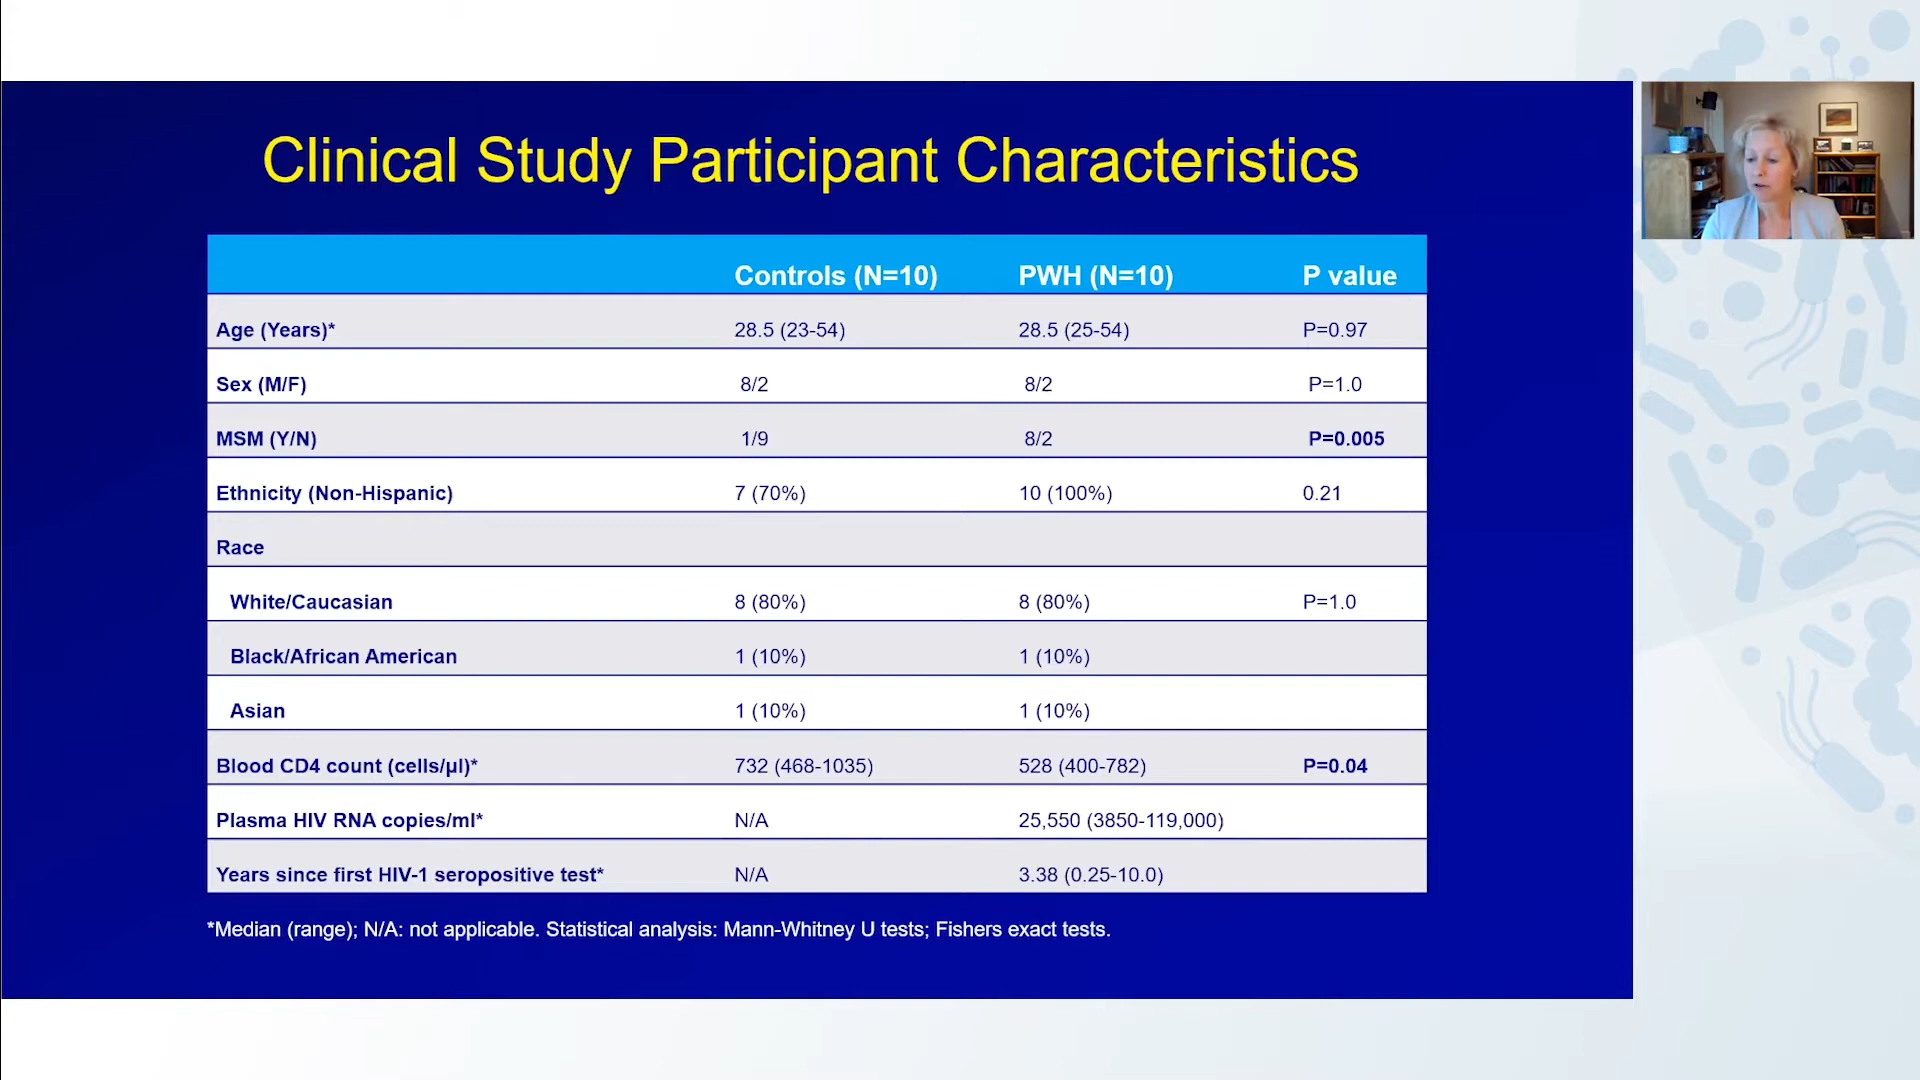 Clinical Study Participant Characteristics
Controls (N=10) PWH (N=10) P value
Age (Years)* 28.5 (23-54) 28.5 (25-54) P=0.97
Sex (M/F) 8/2 8/2 P=1.0
MSM (Y/N) 1/9 8/2 P=0.005
Ethnicity (Non-Hispanic) 7 (70%) 10 (100%) 0.21
Race
White/Caucasian 8 (80%) 8 (80%) P=1.0
Black/African American 1 (10%) 1 (10%)
Asian 1 (10%) 1 (10%)
Blood CD4 count (cells/µl)* 732 (468-1035) 528 (400-782) P=0.04
Plasma HIV RNA copies/ml* N/A 25,550 (3850-119,000)
Years since first HIV-1 seropositive test* N/A 3.38 (0.25-10.0)
*Median (range); N/A: not applicable. Statistical analysis: Mann-Whitney U tests; Fishers exact tests.